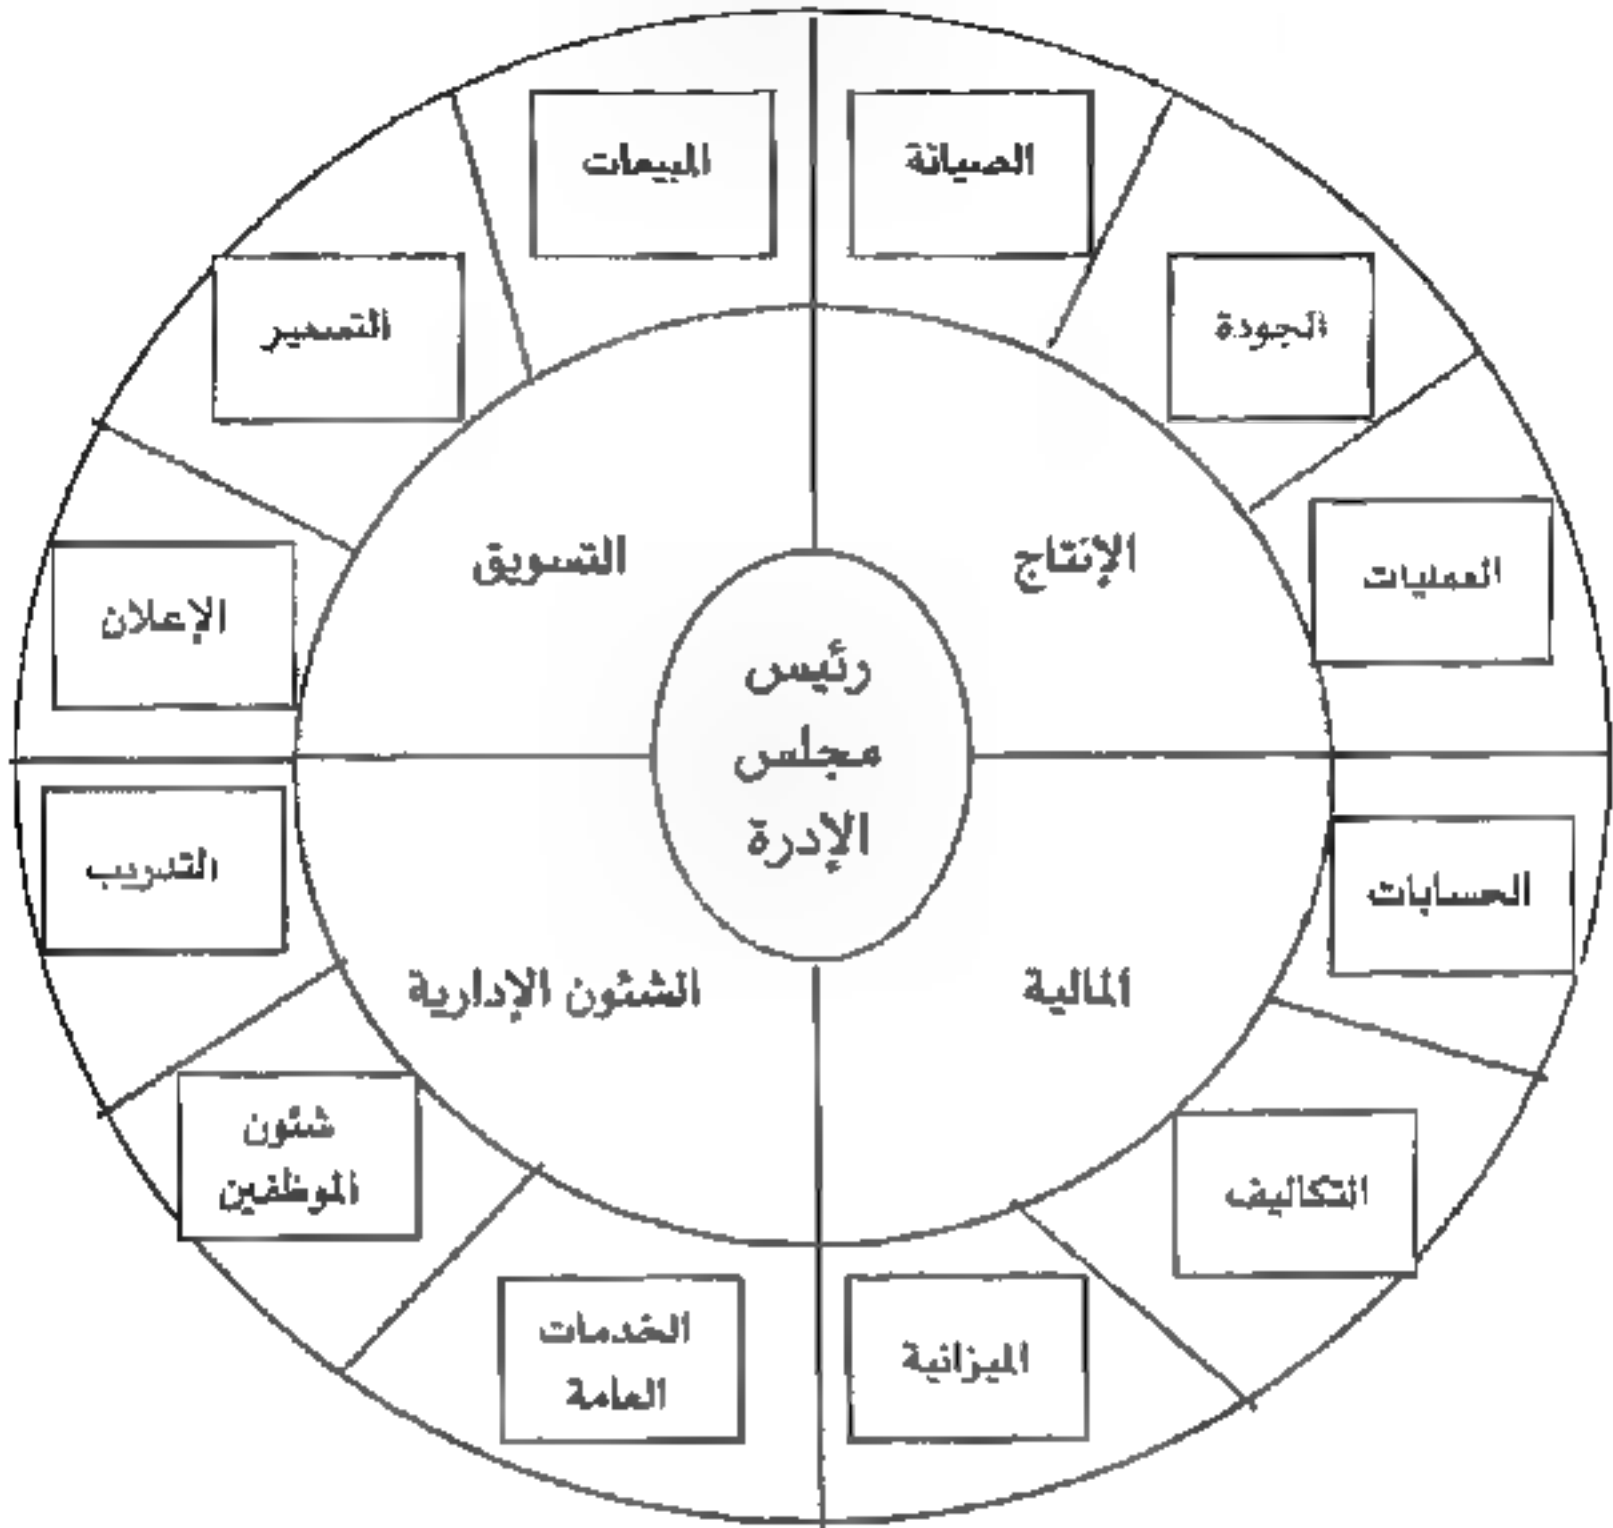 الصيانة
المبيعات
الجودة
التسعير
العمليات
الإعلان
الإنتاج
التسويق
رئيس
مجلس
الإدرة
الحسابات
التدريب
المالية
الشئون الإدارية
التكاليف
شئون
الموظفين
الميزانية
الخدمات
العامة